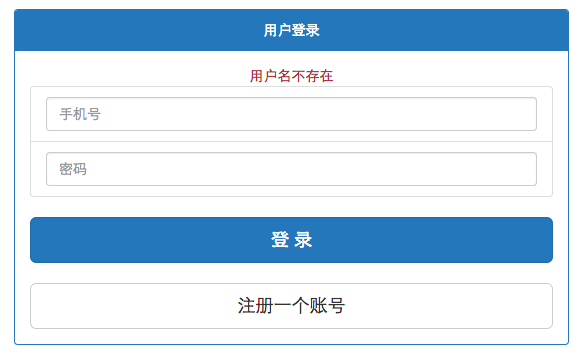 用户登录
用户名不存在
手机号
密码
登 录
注册一个账号